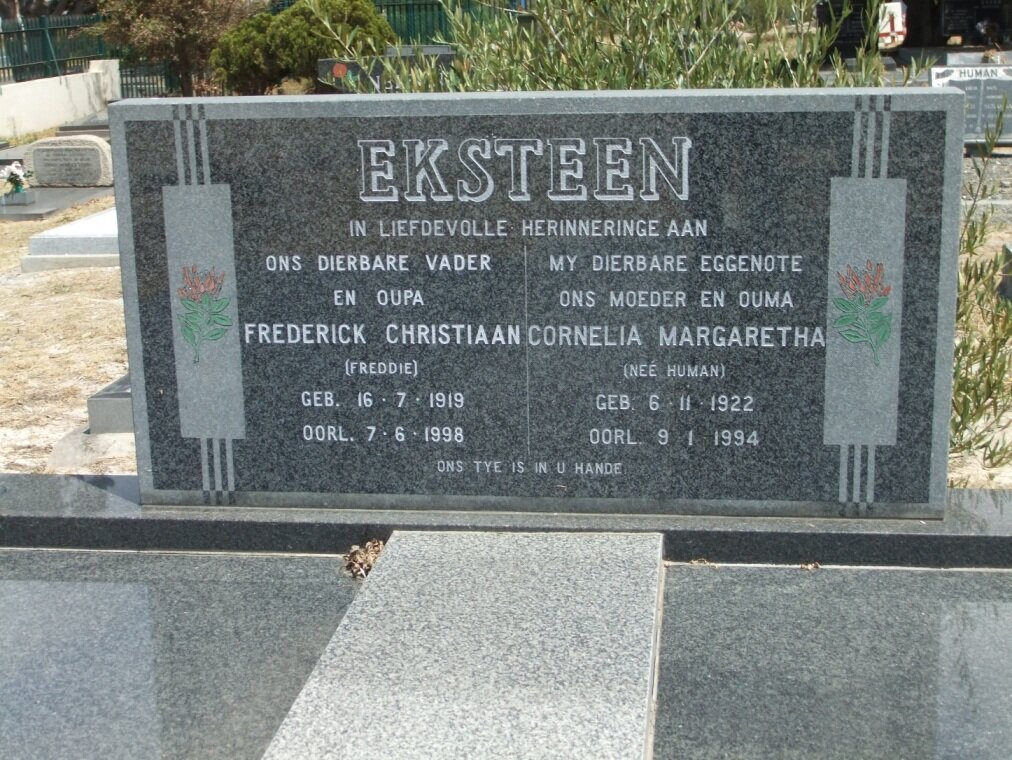 EKSTEEN
IN LIEFDEVOLLE HERINNERINGE AAN
ONS DIERBARE VADER
EN OUPA
FREDERICK CHRISTIAAN
(FREDDIE)
GEB. 16 · 7 · 1919
OORL. 7 · 6 · 1998
MY DIERBARE EGGENOTE
ONS MOEDER EN OUMA
CORNELIA MARGARETHA
(NEÉ HUMAN)
GEB. 6 · 11 · 1922
OORL. 9 · 1 · 1994
ONS TYE IS IN U HANDE.
HUMAN